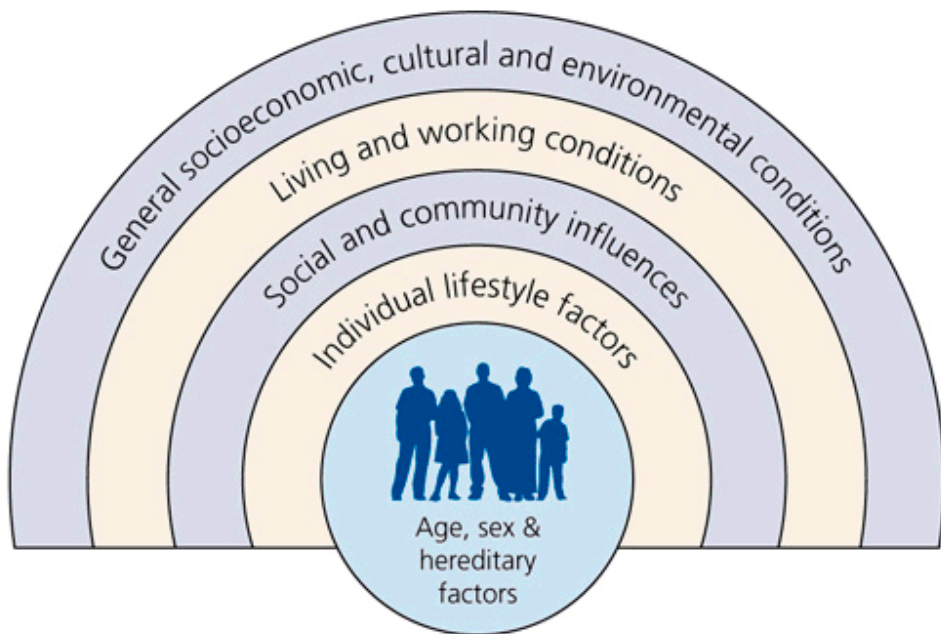 General socioeconomic, cultural and environmental conditions
Living and working conditions
Social and community influences
Individual lifestyle factors
Age, sex &
hereditary
factors